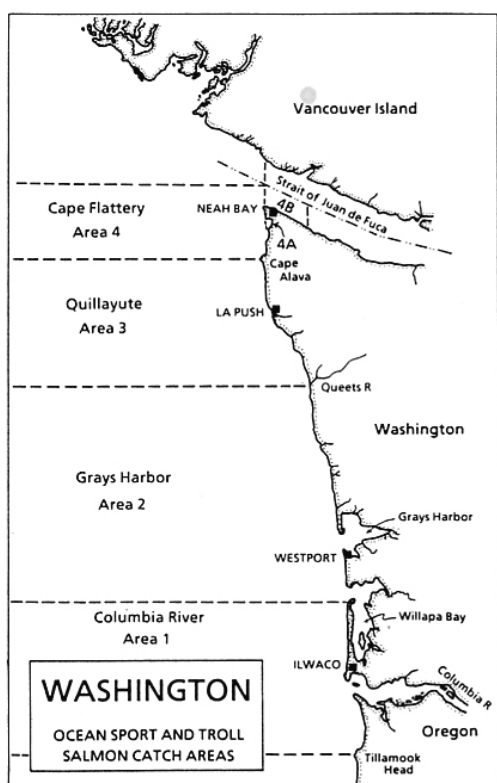 Vancouver Island
Strait of Juan de Fuca
Cape Flattery
Area 4
NEAH BAY
4B
4A
Cape
Alava
Quillayute
Area 3
LA PUSH
Queets R
Washington
Grays Harbor
Area 2
Grays Harbor
WESTPORT
Columbia River
Area 1
Willapa Bay
ILWACO
Columbia R
Oregon
WASHINGTON
OCEAN SPORT AND TROLL
SALMON CATCH AREAS
Tillamook
Head